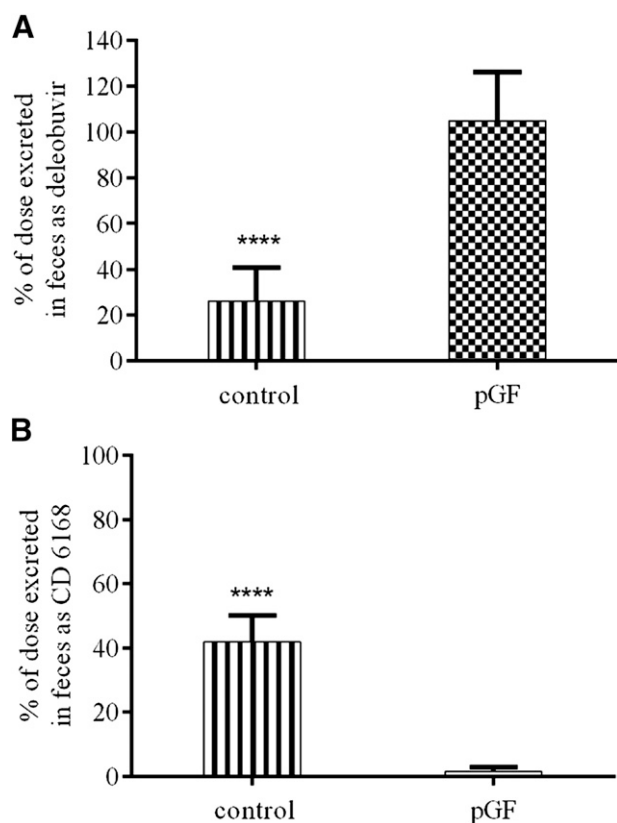 A
% of dose excreted
in feces as deleobuvir
140
120
100
80
60
40
20
0
****
control
pGF
B
% of dose excreted
in feces as CD 6168
100
80
60
40
20
0
****
control
pGF